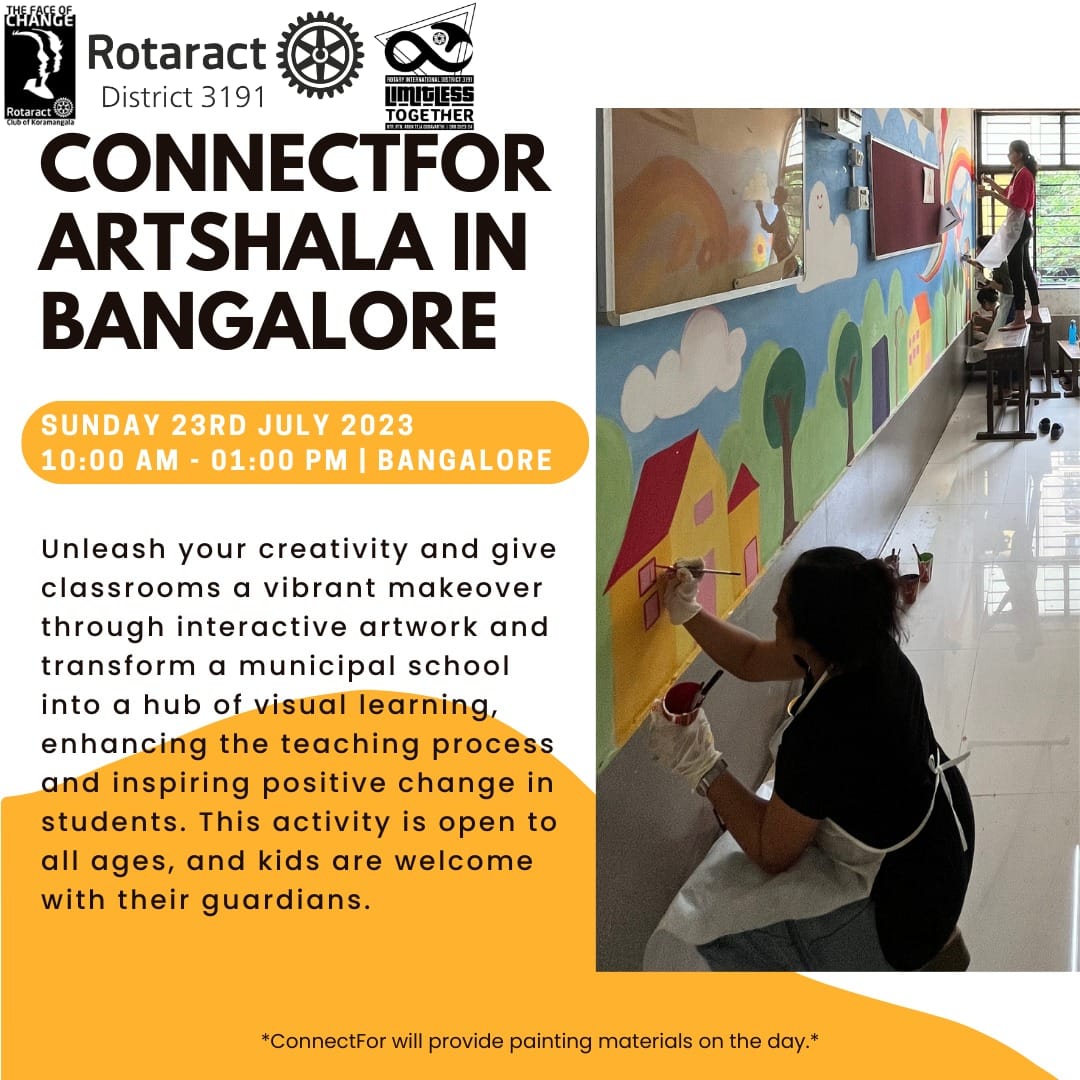 THE FACE OF
CHANGE
Rotaract
Club of Koramangala
Rotaract
District 3191
ROTARY INTERNATIONAL DISTRICT 3191
LIMITLESS
TOGETHER
CONNECTFOR
ARTSHALA IN
BANGALORE
SUNDAY 23RD JULY 2023
10:00 AM - 01:00 PM | BANGALORE
Unleash your creativity and give
classrooms a vibrant makeover
through interactive artwork and
transform a municipal school
into a hub of visual learning,
enhancing the teaching process
and inspiring positive change in
students. This activity is open to
all ages, and kids are welcome
with their guardians.
*ConnectFor will provide painting materials on the day.*